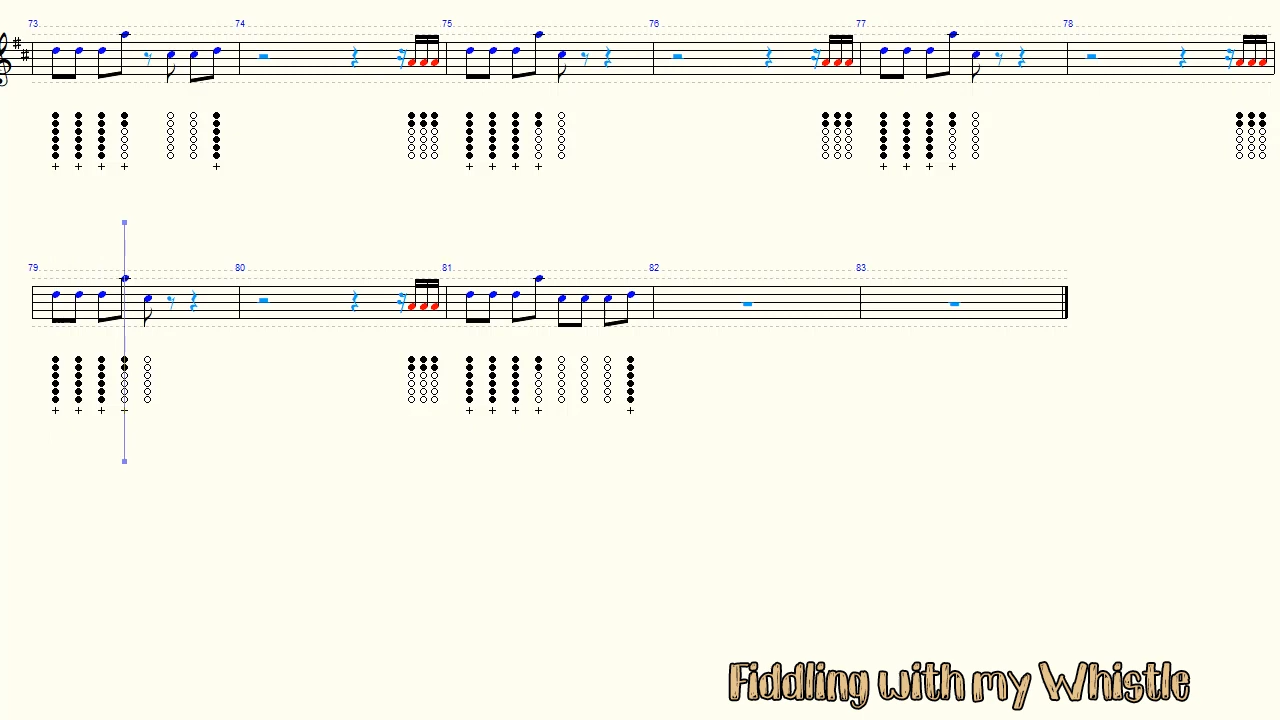 73 74 75 76 77 78
+ + + + + + + + + + + + +
79 80 81 82 83
+ + + + + + + + +
Fiddling with my Whistle